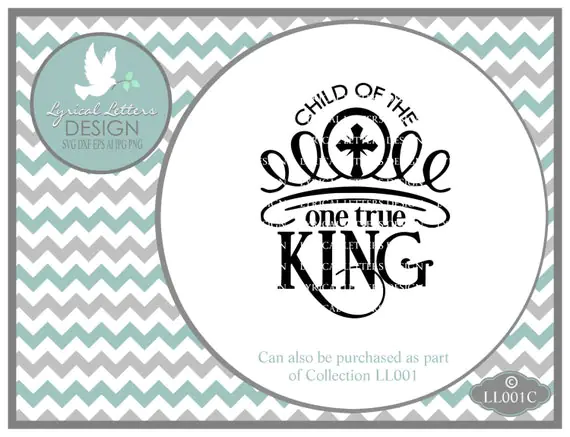 Lyrical Letters
DESIGN
SVG DXF EPS AI JPG PNG
CHILD OF THE
one true
KING
Can also be purchased as part
of Collection LL001
©
LL001C